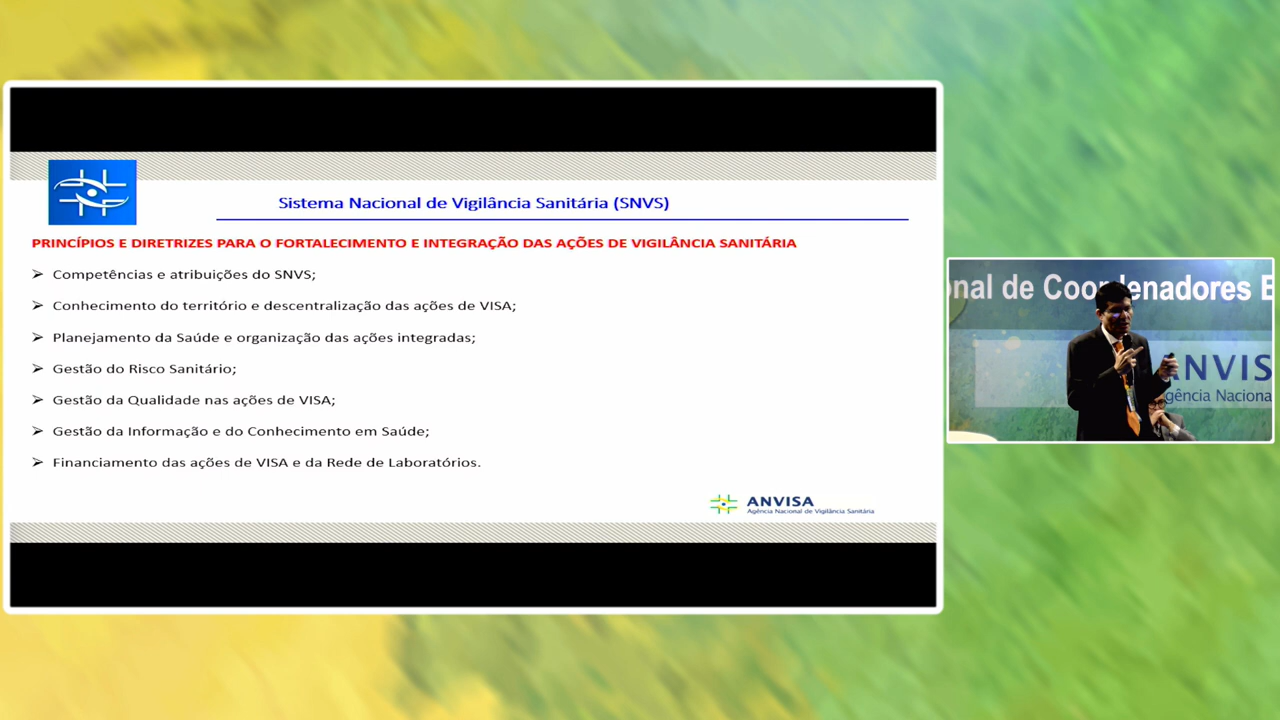 Sistema Nacional de Vigilância Sanitária (SNVS)
PRINCÍPIOS E DIRETRIZES PARA O FORTALECIMENTO E INTEGRAÇÃO DAS AÇÕES DE VIGILÂNCIA SANITÁRIA
➢ Competências e atribuições do SNVS;
➢ Conhecimento do território e descentralização das ações de VISA;
➢ Planejamento da Saúde e organização das ações integradas;
➢ Gestão do Risco Sanitário;
➢ Gestão da Qualidade nas ações de VISA;
➢ Gestão da Informação e do Conhecimento em Saúde;
➢ Financiamento das ações de VISA e da Rede de Laboratórios.
ANVISA
Agência Nacional de Vigilância Sanitária
onal de Coordenadores E
ANVIS
gência Naciona